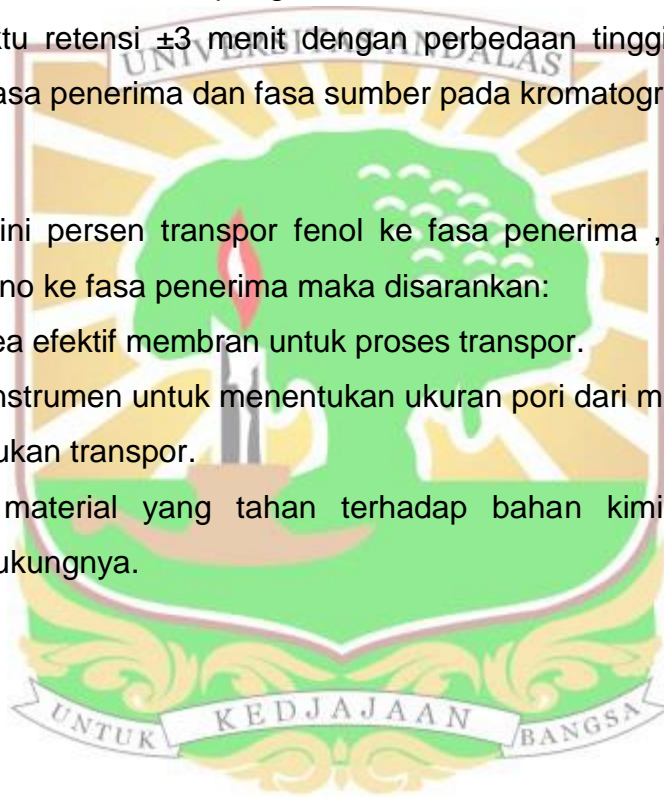 ktu retensi ±3 menit dengan perbedaan tinggi
UNIVERSITAS ANDALAS
asa penerima dan fasa sumber pada kromatogr
ini persen transpor fenol ke fasa penerima ,
no ke fasa penerima maka disarankan:
ea efektif membran untuk proses transpor.
nstrumen untuk menentukan ukuran pori dari m
ukan transpor.
material yang tahan terhadap bahan kimi
ukungnya.
UNTUK KEDJAJAAN BANGSA